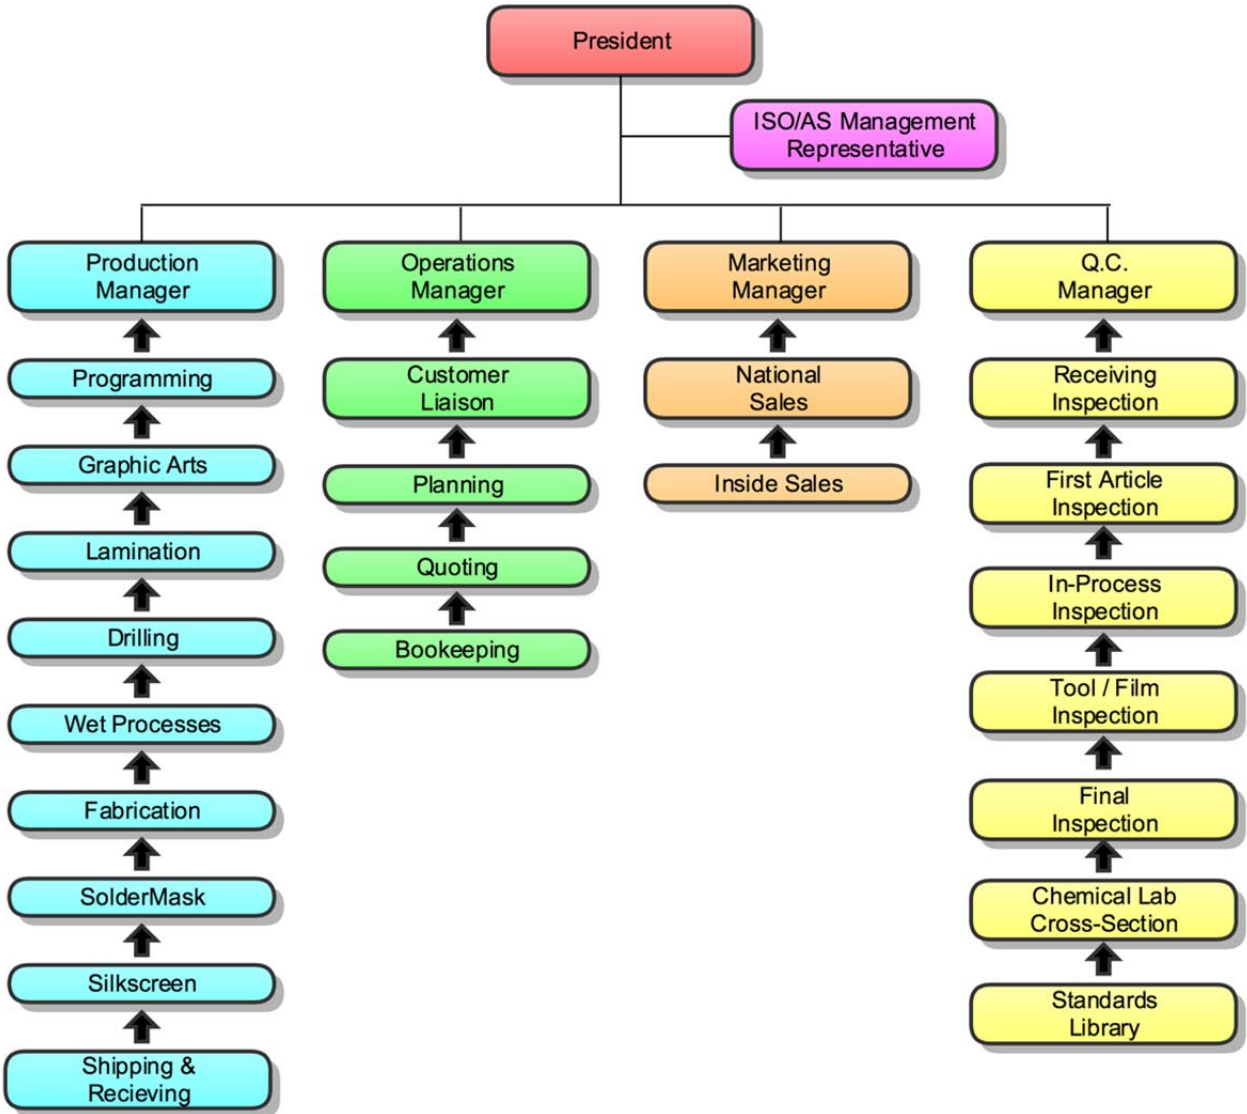 President
ISO/AS Management
Representative
Production
Manager
Programming
Graphic Arts
Lamination
Drilling
Wet Processes
Fabrication
SolderMask
Silkscreen
Shipping &
Recieving
Operations
Manager
Customer
Liaison
Planning
Quoting
Bookeeping
Marketing
Manager
National
Sales
Inside Sales
Q.C.
Manager
Receiving
Inspection
First Article
Inspection
In-Process
Inspection
Tool / Film
Inspection
Final
Inspection
Chemical Lab
Cross-Section
Standards
Library